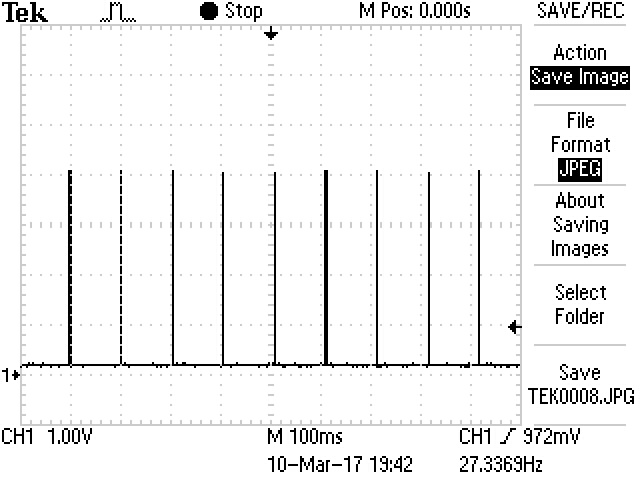 Tek Stop M Pos: 0.000s SAVE/REC
Action
Save Image
File
Format
JPEG
About
Saving
Images
Select
Folder
Save
TEK0008.JPG
1
CH1 1.00V M 100ms CH1 972mV
10-Mar-17 19:42 27.3369Hz